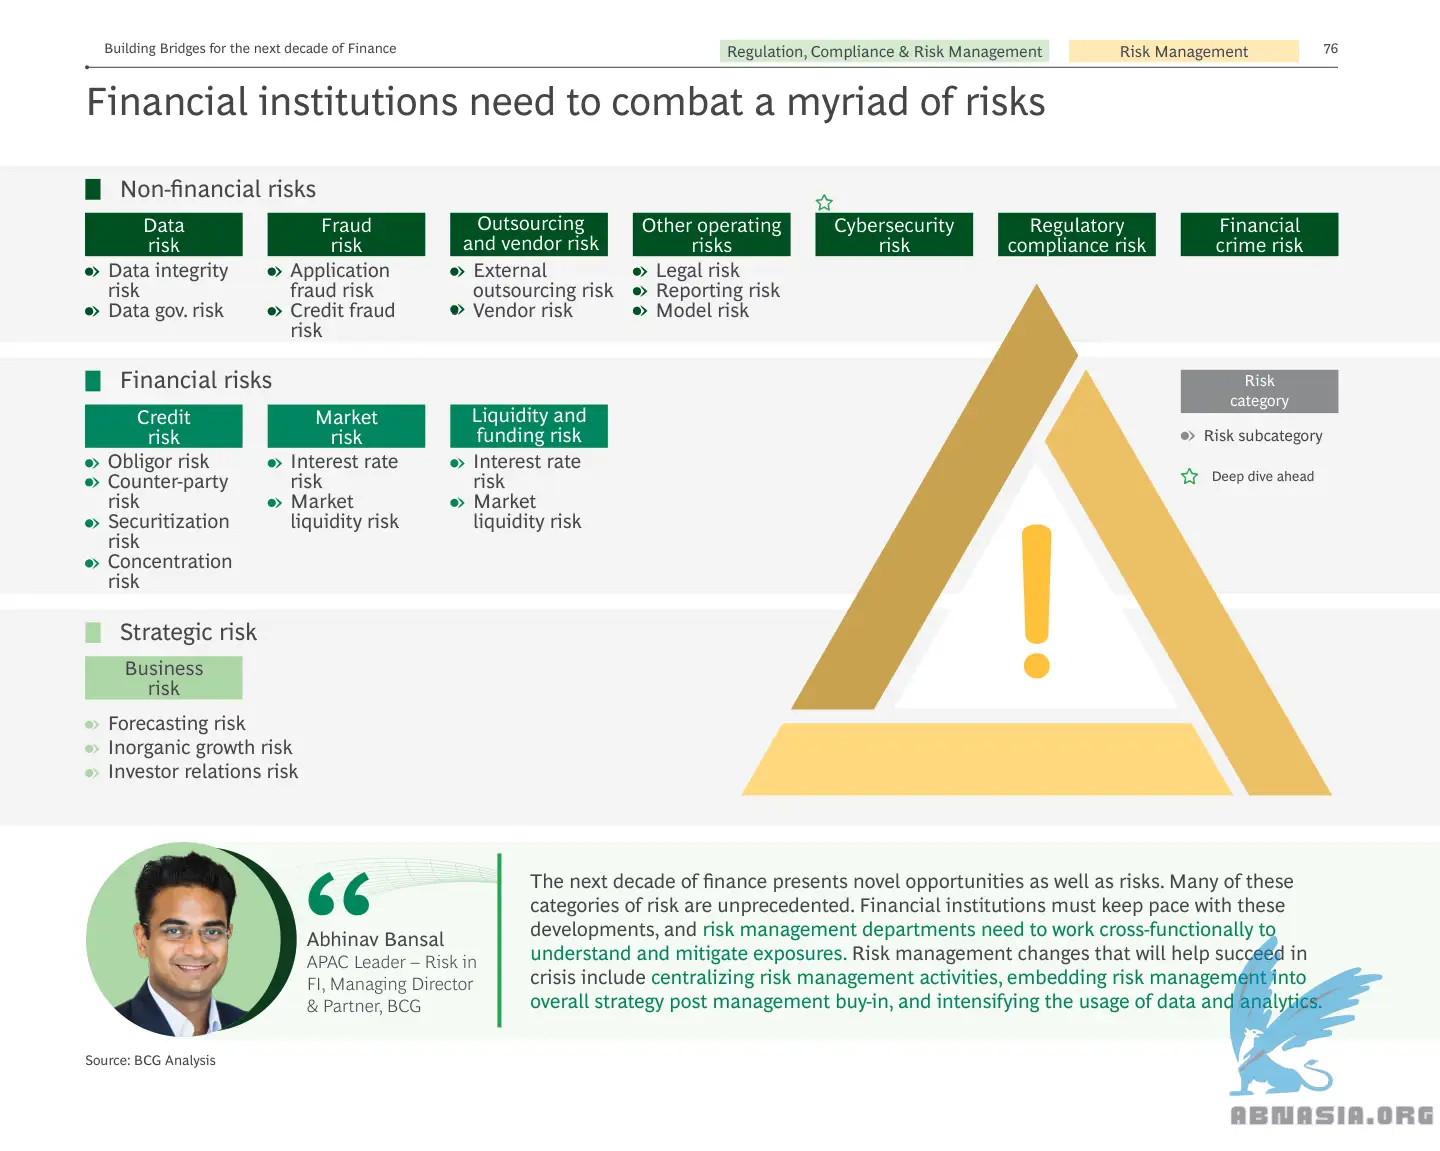 Building Bridges for the next decade of Finance
Regulation, Compliance & Risk Management
Risk Management
76
Financial institutions need to combat a myriad of risks
Non-financial risks
Data
risk
Data integrity
risk
Data gov. risk
Fraud
risk
Application
fraud risk
Credit fraud
risk
Outsourcing
and vendor risk
External
outsourcing risk
Vendor risk
Other operating
risks
Legal risk
Reporting risk
Model risk
Cybersecurity
risk
Regulatory
compliance risk
Financial
crime risk
Financial risks
Credit
risk
Obligor risk
Counter-party
risk
Securitization
risk
Concentration
risk
Market
risk
Interest rate
risk
Market
liquidity risk
Liquidity and
funding risk
Interest rate
risk
Market
liquidity risk
Risk
category
Risk subcategory
Deep dive ahead
!
Strategic risk
Business
risk
Forecasting risk
Inorganic growth risk
Investor relations risk
“
Abhinav Bansal
APAC Leader – Risk in
FI, Managing Director
& Partner, BCG
The next decade of finance presents novel opportunities as well as risks. Many of these
categories of risk are unprecedented. Financial institutions must keep pace with these
developments, and risk management departments need to work cross-functionally to
understand and mitigate exposures. Risk management changes that will help succeed in
crisis include centralizing risk management activities, embedding risk management into
overall strategy post management buy-in, and intensifying the usage of data and analytics.
Source: BCG Analysis
ABNASIA.ORG